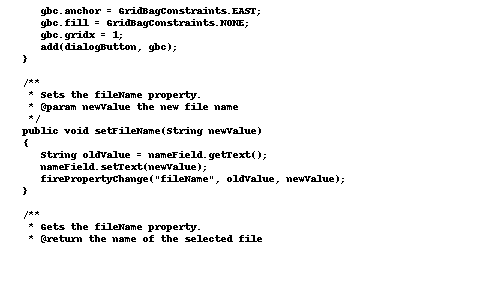 gbc.anchor = GridBagConstraints.EAST;
gbc.fill = GridBagConstraints.NONE;
gbc.gridx = 1;
add(dialogButton, gbc);
}
/**
* Sets the fileName property.
* @param newValue the new file name
*/
public void setFileName(String newValue)
{
String oldValue = nameField.getText();
nameField.setText(newValue);
firePropertyChange("fileName", oldValue, newValue);
}
/**
* Gets the fileName property.
* @return the name of the selected file